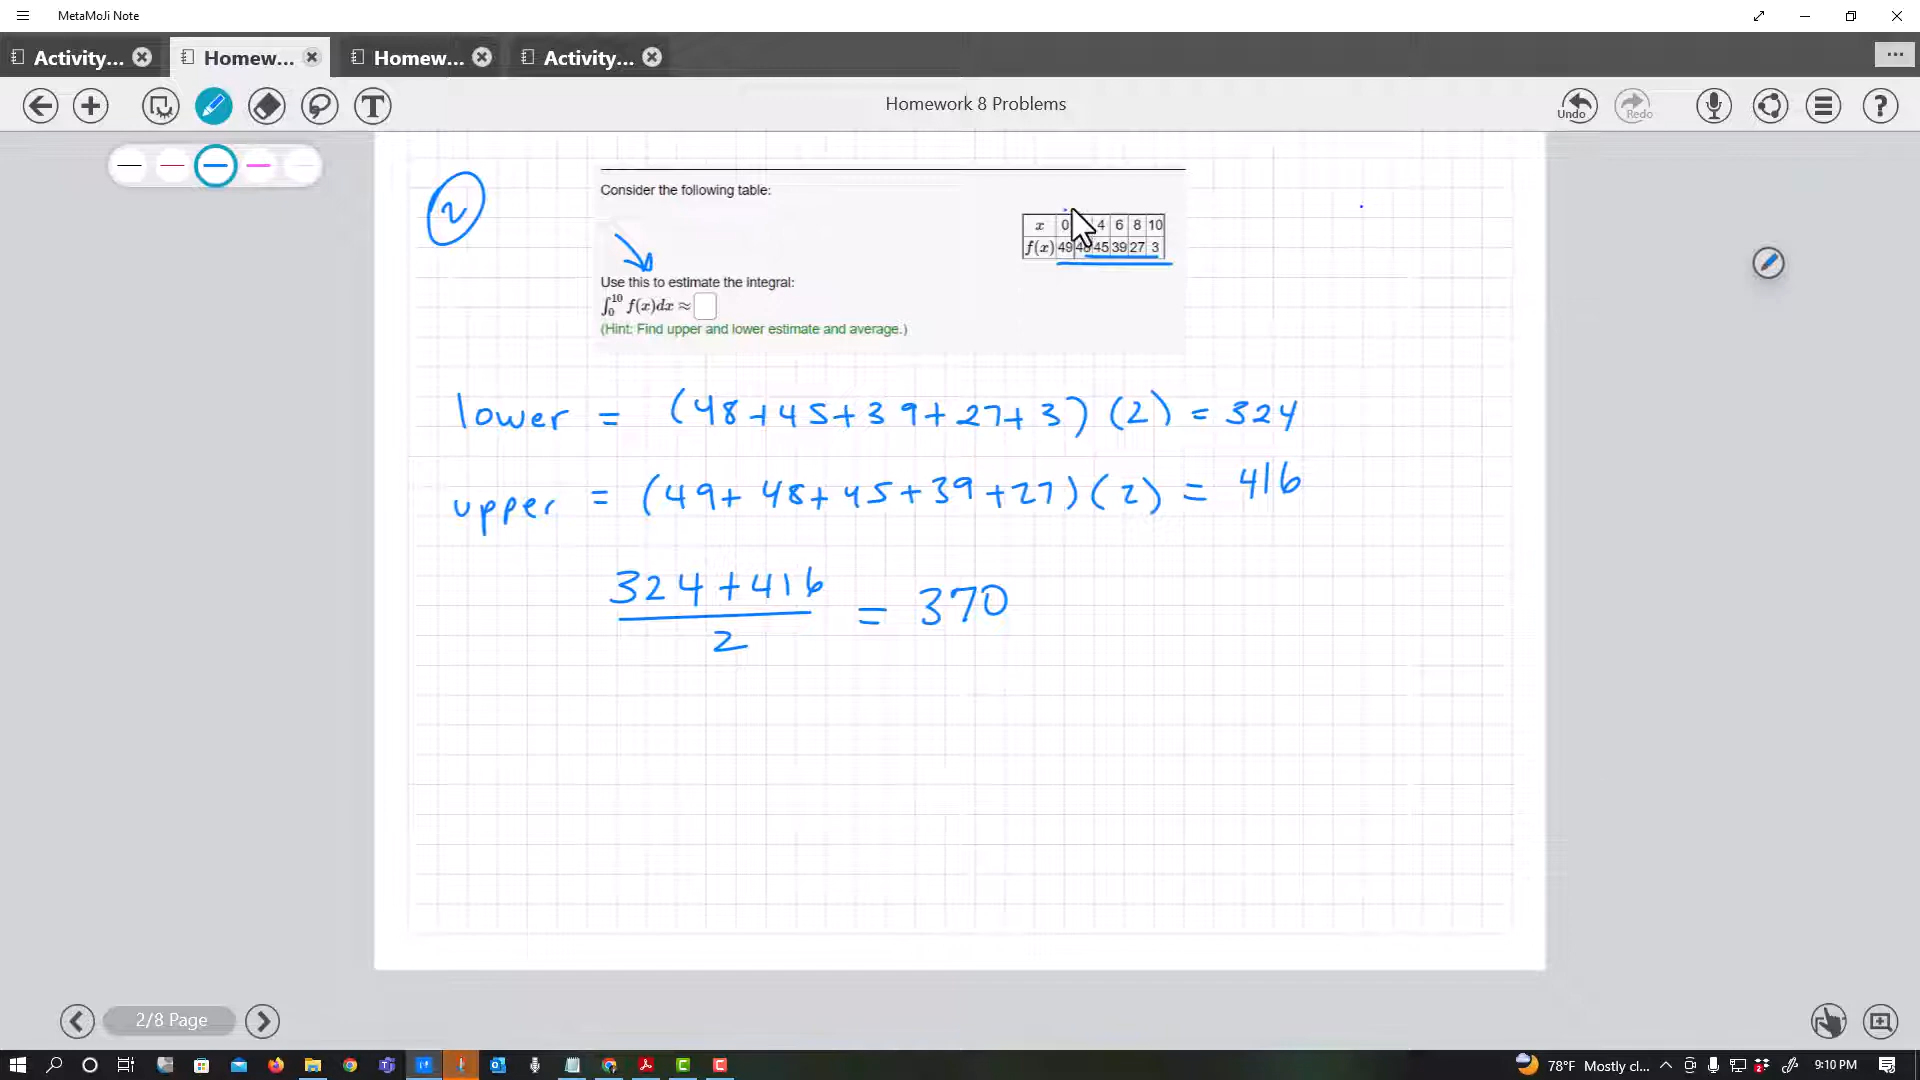 MetaMoJi Note
Activity... Homew... Homew... Activity...
Homework 8 Problems
Undo Redo
2
Consider the following table:
x 0 4 6 8 10
f(x) 49 48 45 39 27 3
Use this to estimate the integral:
∫₀¹⁰ f(x)dx ≈
(Hint: Find upper and lower estimate and average.)
lower = (48+45+39+27+3)(2) = 324
upper = (49+48+45+39+27)(2) = 416
324+416
2
= 370
2/8 Page
78°F Mostly cl... 9:10 PM